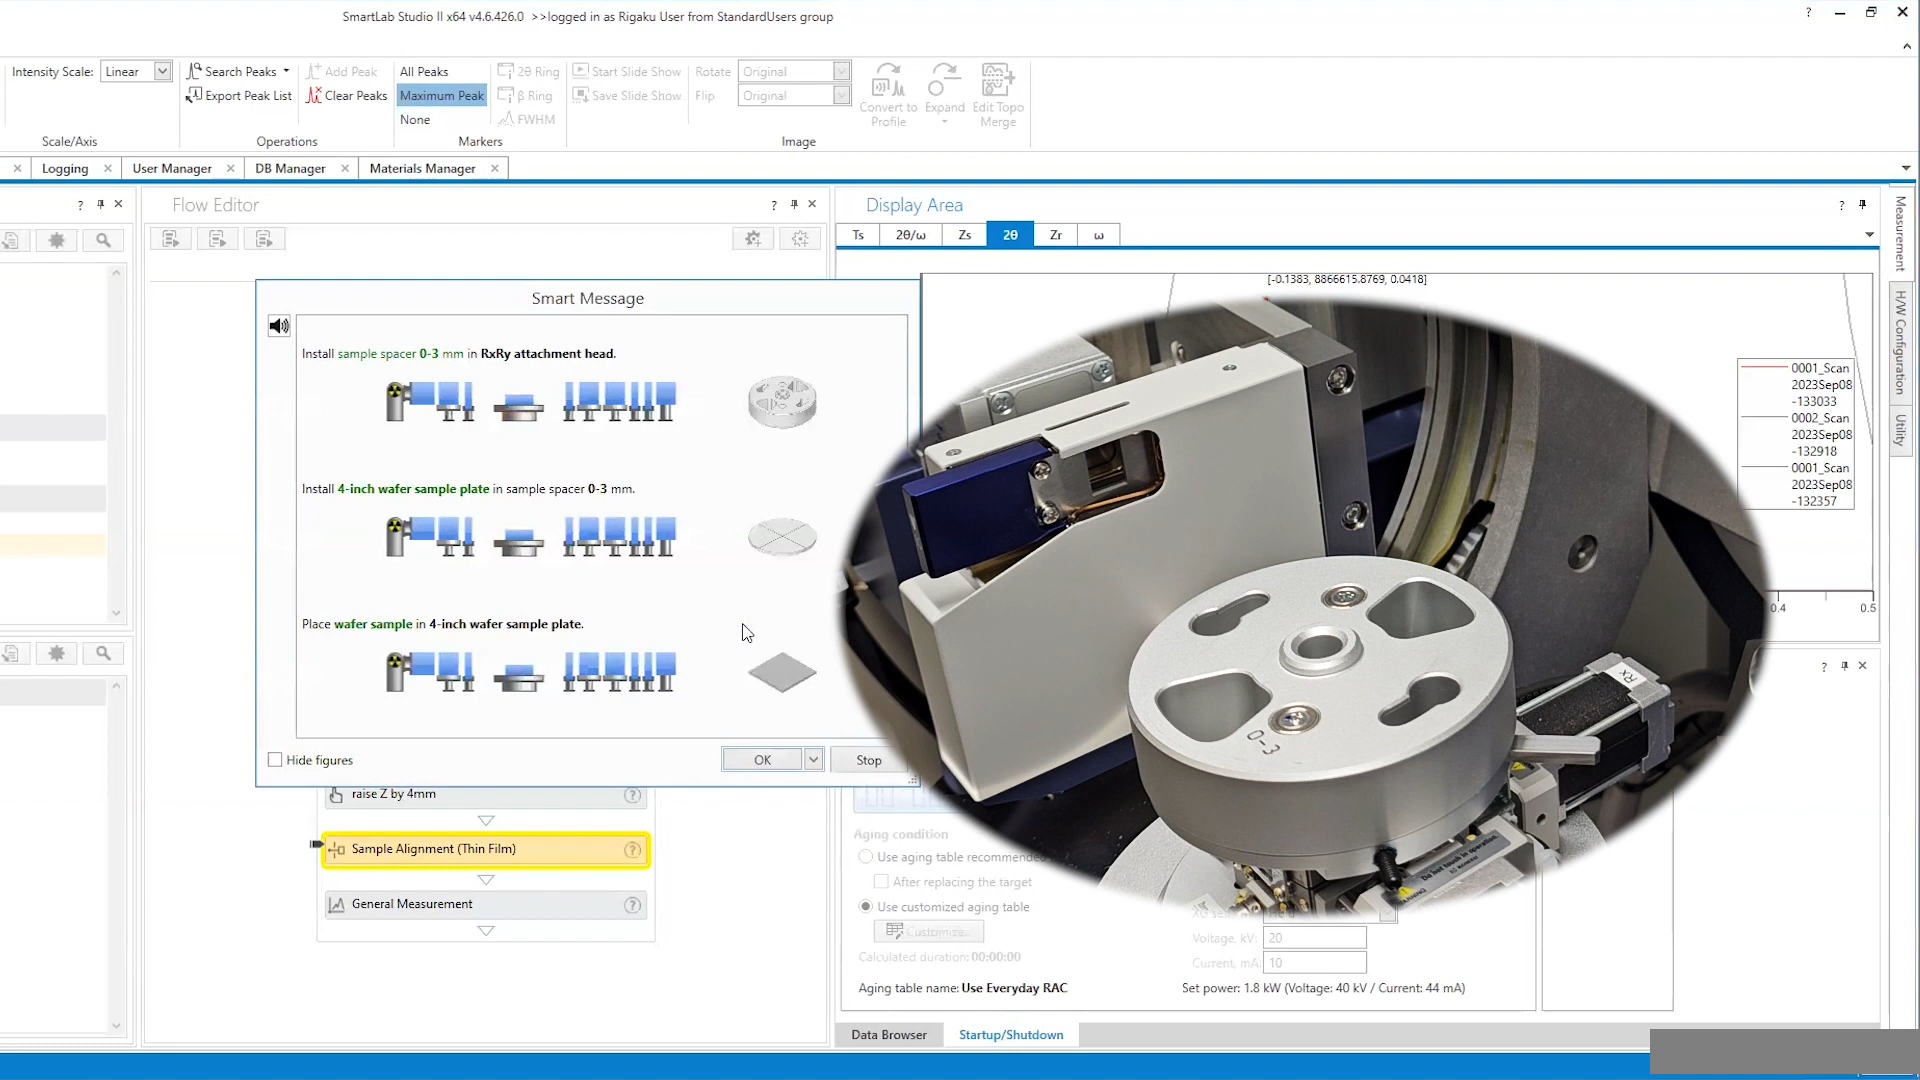 SmartLab Studio II x64 v4.6.426.0 >>logged in as Rigaku User from StandardUsers group
Intensity Scale: Linear
Search Peaks
Export Peak List
Add Peak
Clear Peaks
All Peaks
Maximum Peak
None
2θ Ring
β Ring
FWHM
Start Slide Show
Save Slide Show
Rotate Original
Flip Original
Convert to
Profile
Expand
Edit Topo
Merge
Scale/Axis
Operations
Markers
Image
Logging
User Manager
DB Manager
Materials Manager
Flow Editor
Display Area
Ts
2θ/ω
Zs
2θ
Zr
ω
Measurement
H/W Configuration
Utility
[-0.1383, 8866615.8769, 0.0418]
0001_Scan
2023Sep08
-133033
0002_Scan
2023Sep08
-132918
0001_Scan
2023Sep08
-132357
0.4
0.5
Smart Message
Install sample spacer 0-3 mm in RxRy attachment head.
Install 4-inch wafer sample plate in sample spacer 0-3 mm.
Place wafer sample in 4-inch wafer sample plate.
Hide figures
OK
Stop
Rx
0-3
Do not touch in operation
raise Z by 4mm
Sample Alignment (Thin Film)
General Measurement
Aging condition
Use aging table recommended
After replacing the target
Use customized aging table
Customize...
Calculated duration: 00:00:00
Aging table name: Use Everyday RAC
Voltage, kV: 20
Current, mA: 10
Set power: 1.8 kW (Voltage: 40 kV / Current: 44 mA)
Data Browser
Startup/Shutdown